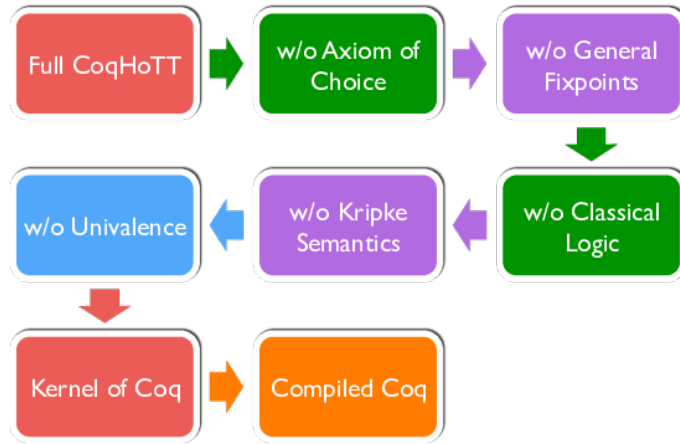 Full CoqHoTT
w/o Axiom of
Choice
w/o General
Fixpoints
w/o Univalence
w/o Kripke
Semantics
w/o Classical
Logic
Kernel of Coq
Compiled Coq